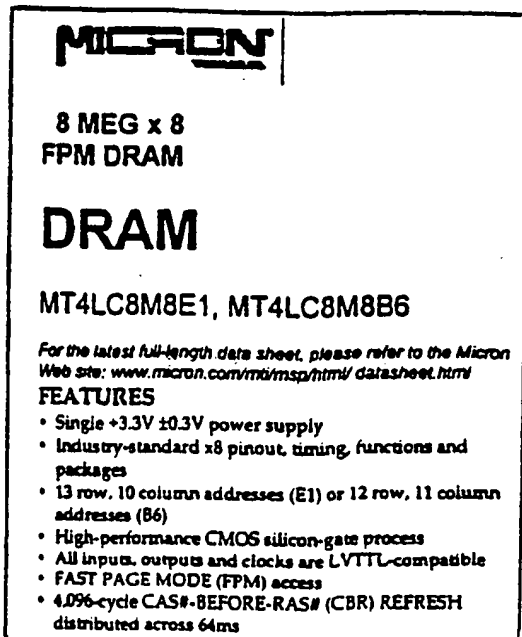 MICRON
8 MEG x 8
FPM DRAM
DRAM
MT4LC8M8E1, MT4LC8M8B6
For the latest full-length data sheet, please refer to the Micron
Web site: www.micron.com/mti/msp/html/ datasheet.html
FEATURES
• Single +3.3V ±0.3V power supply
• Industry-standard x8 pinout, timing, functions and
packages
• 13 row, 10 column addresses (E1) or 12 row, 11 column
addresses (B6)
• High-performance CMOS silicon-gate process
• All inputs, outputs and clocks are LVTTL-compatible
• FAST PAGE MODE (FPM) access
• 4,096-cycle CAS#-BEFORE-RAS# (CBR) REFRESH
distributed across 64ms